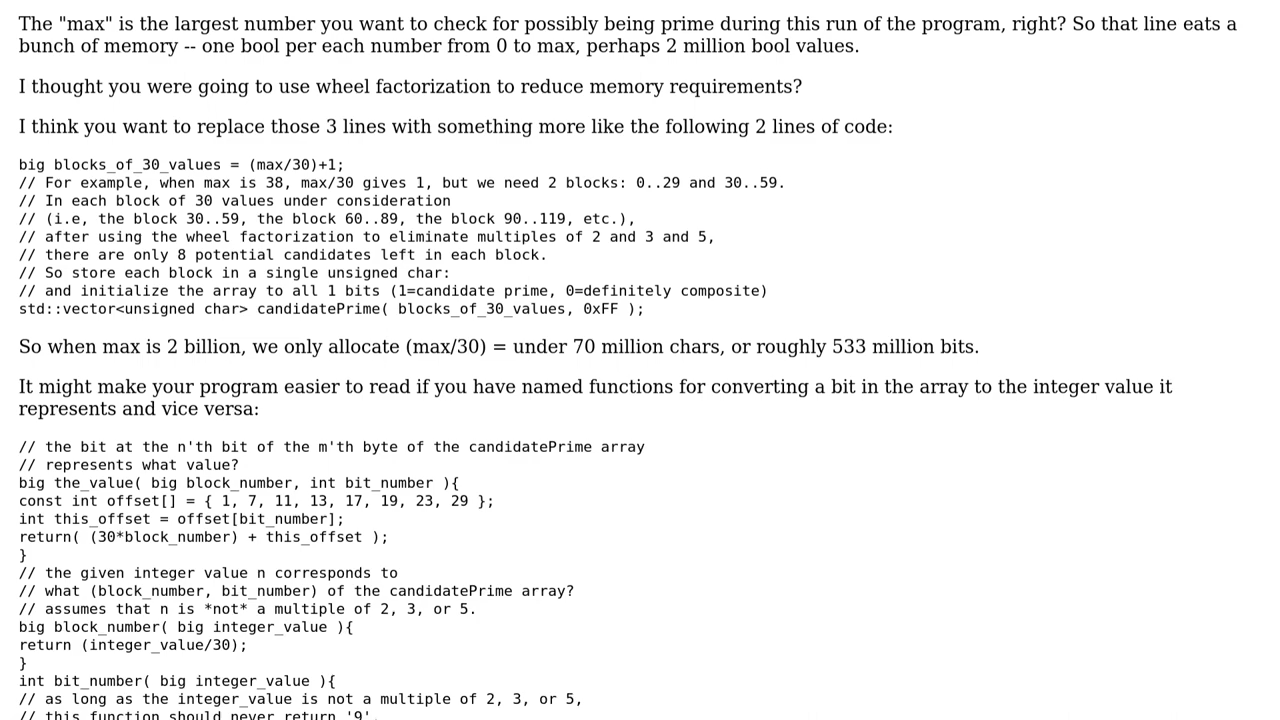 The "max" is the largest number you want to check for possibly being prime during this run of the program, right? So that line eats a
bunch of memory -- one bool per each number from 0 to max, perhaps 2 million bool values.
I thought you were going to use wheel factorization to reduce memory requirements?
I think you want to replace those 3 lines with something more like the following 2 lines of code:
big blocks_of_30_values = (max/30)+1;
// For example, when max is 38, max/30 gives 1, but we need 2 blocks: 0..29 and 30..59.
// In each block of 30 values under consideration
// (i.e, the block 30..59, the block 60..89, the block 90..119, etc.),
// after using the wheel factorization to eliminate multiples of 2 and 3 and 5,
// there are only 8 potential candidates left in each block.
// So store each block in a single unsigned char:
// and initialize the array to all 1 bits (1=candidate prime, 0=definitely composite)
std::vector<unsigned char> candidatePrime( blocks_of_30_values, 0xFF );
So when max is 2 billion, we only allocate (max/30) = under 70 million chars, or roughly 533 million bits.
It might make your program easier to read if you have named functions for converting a bit in the array to the integer value it
represents and vice versa:
// the bit at the n'th bit of the m'th byte of the candidatePrime array
// represents what value?
big the_value( big block_number, int bit_number ){
const int offset[] = { 1, 7, 11, 13, 17, 19, 23, 29 };
int this_offset = offset[bit_number];
return( (30*block_number) + this_offset );
}
// the given integer value n corresponds to
// what (block_number, bit_number) of the candidatePrime array?
// assumes that n is *not* a multiple of 2, 3, or 5.
big block_number( big integer_value ){
return (integer_value/30);
}
int bit_number( big integer_value ){
// as long as the integer_value is not a multiple of 2, 3, or 5,
// this function should never return '9'.